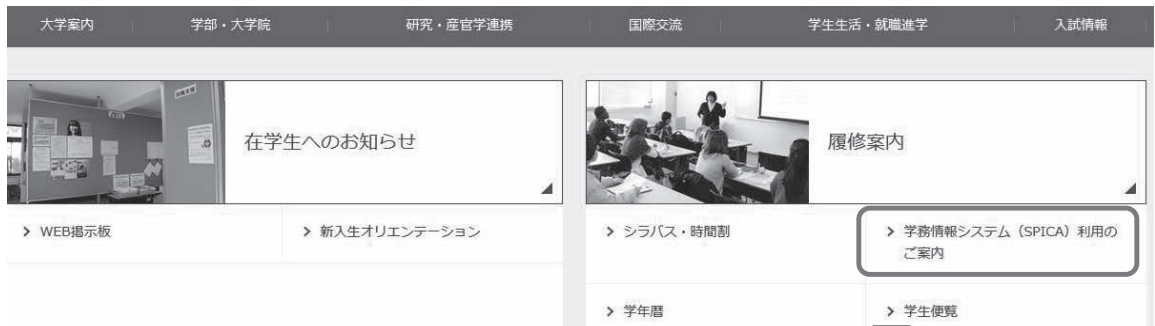 大学案内
学部・大学院
研究・産官学連携
国際交流
学生生活・就職進学
入試情報
在学生へのお知らせ
履修案内
WEB掲示板
新入生オリエンテーション
シラバス・時間割
学務情報システム（SPICA）利用の
ご案内
学年暦
学生便覧